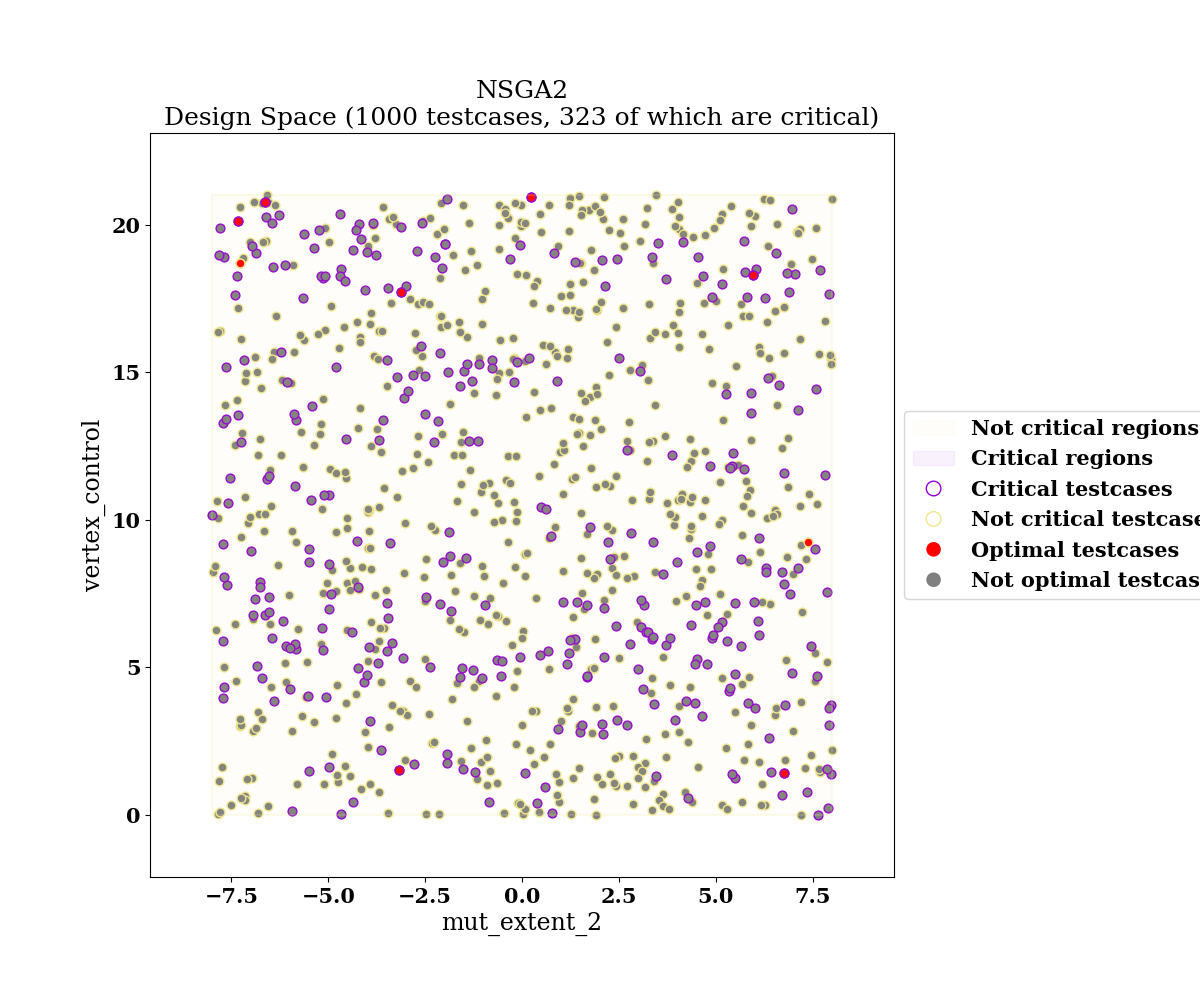 NSGA2
Design Space (1000 testcases, 323 of which are critical)
20
15
10
5
0
vertex_control
−7.5
−5.0
−2.5
0.0
2.5
5.0
7.5
mut_extent_2
Not critical regions
Critical regions
Critical testcases
Not critical testcase
Optimal testcases
Not optimal testcas